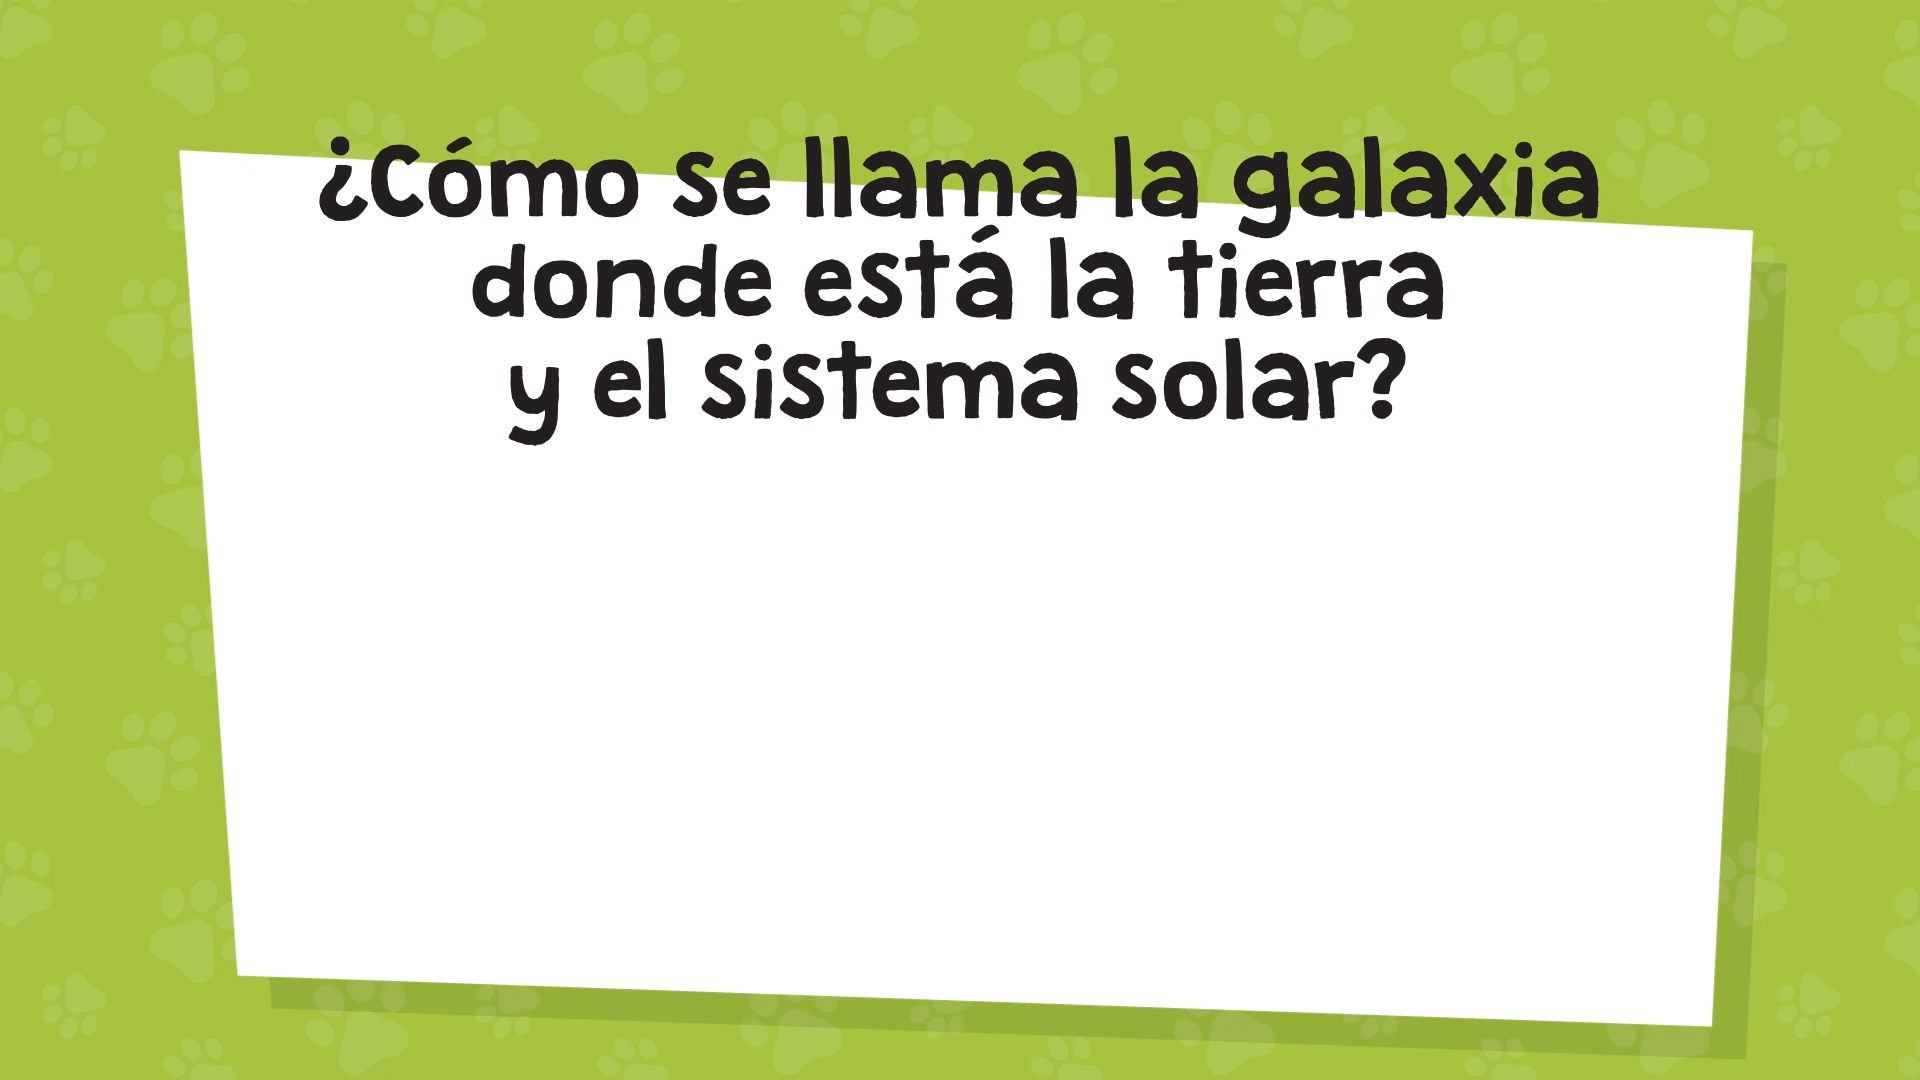 ¿Cómo se llama la galaxia
donde está la tierra
y el sistema solar?